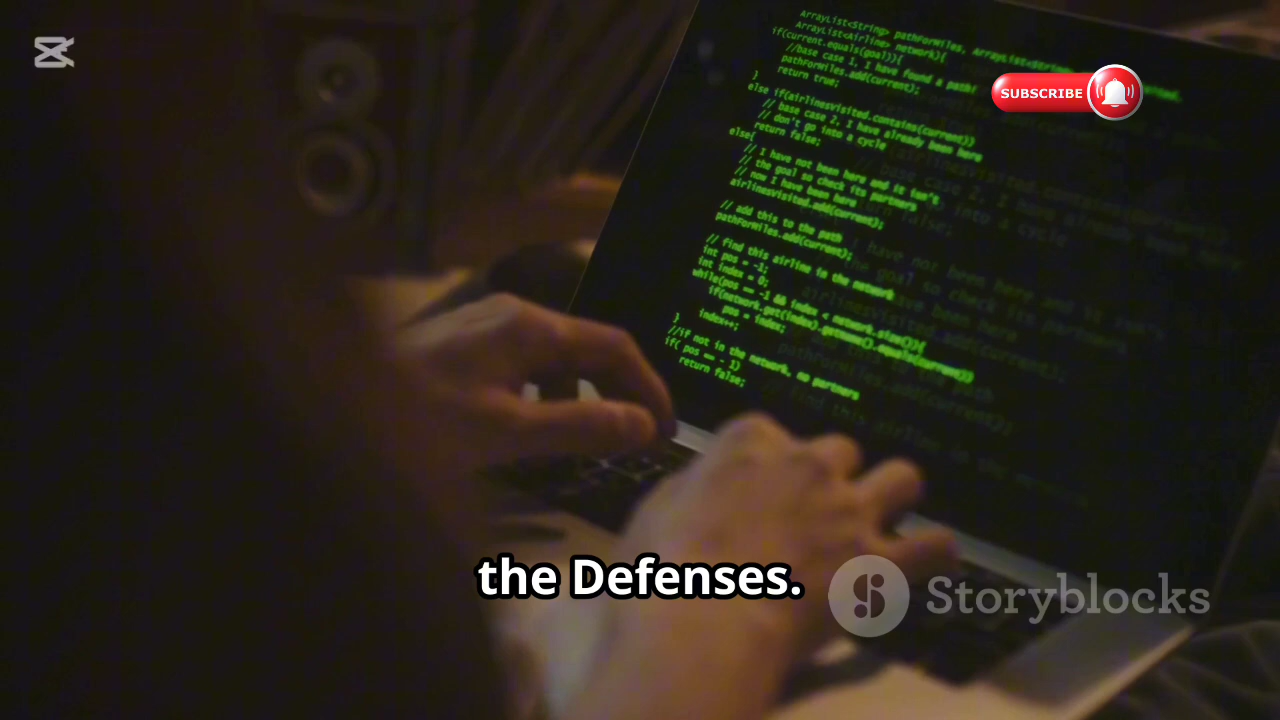 ArrayList<String> pathForMiles, ArrayList<String>
ArrayList<Airline> network){
if(current.equals(goal)){
//base case 1, I have found a path!
pathForMiles.add(current);
return true;
}
SUBSCRIBE
else if(airlinesVisited.contains(current))
// base case 2, I have already been here
// don't go into a cycle
return false;
else{
// I have not been here and it isn't
// the goal so check its partners
// now I have been here
airlinesVisited.add(current);
// add this to the path
pathForMiles.add(current);
// find this airline in the network
int pos = -1;
int index = 0;
while(pos == -1 && index < network.size()){
if(network.get(index).getName().equals(current))
pos = index;
index++;
}
//if not in the network, no partners
if( pos == - 1)
return false;
the Defenses.
Storyblocks